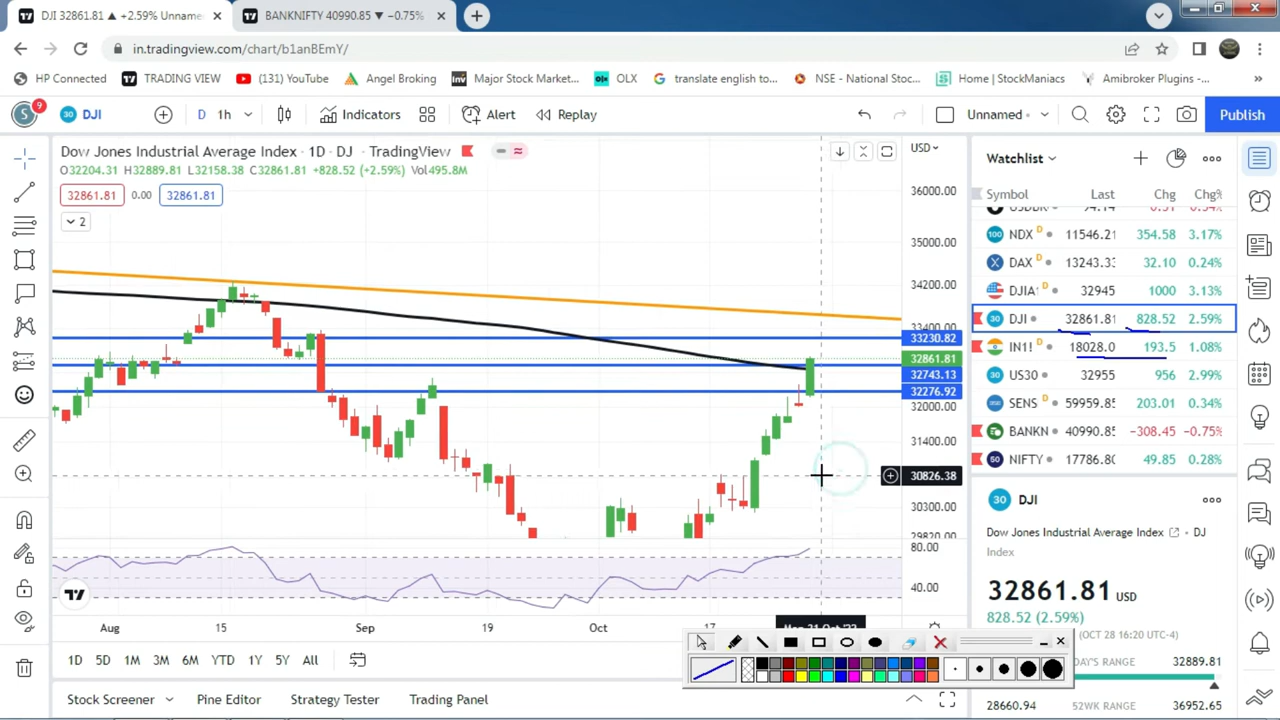 DJI 32861.81 ▲ +2.59% Unname
BANKNIFTY 40990.85 ▼ −0.75%
in.tradingview.com/chart/b1anBEmY/
HP Connected TRADING VIEW (131) YouTube Angel Broking Major Stock Market... OLX translate english to... NSE - National Stoc... Home | StockManiacs Amibroker Plugins -... »
S 9 30 DJI D 1h Indicators Alert Replay Unnamed Publish
Dow Jones Industrial Average Index · 1D · DJ · TradingView
O32204.31 H32889.81 L32158.38 C32861.81 +828.52 (+2.59%) Vol495.8M
32861.81 0.00 32861.81
2
USD
36000.00
35000.00
34200.00
33400.00
33230.82
32861.81
32743.13
32276.92
32000.00
31400.00
30826.38
30300.00
29820.00
80.00
40.00
Aug 15 Sep 19 Oct 17 Mon 31 Oct '22
1D 5D 1M 3M 6M YTD 1Y 5Y All
Stock Screener Pine Editor Strategy Tester Trading Panel
Watchlist
Symbol Last Chg Chg%
100 NDX D 11546.21 354.58 3.17%
X DAX D 13243.33 32.10 0.24%
DJIA D 32945 1000 3.13%
30 DJI 32861.81 828.52 2.59%
IN1! D 18028.0 193.5 1.08%
30 US30 32955 956 2.99%
SENS D 59959.85 203.01 0.34%
BANKN 40990.85 −308.45 −0.75%
50 NIFTY 17786.80 49.85 0.28%
30 DJI
Dow Jones Industrial Average Index DJ
Index
32861.81 USD
828.52 (2.59%)
(OCT 28 16:20 UTC-4)
DAY'S RANGE 32889.81
28660.94 52WK RANGE 36952.65